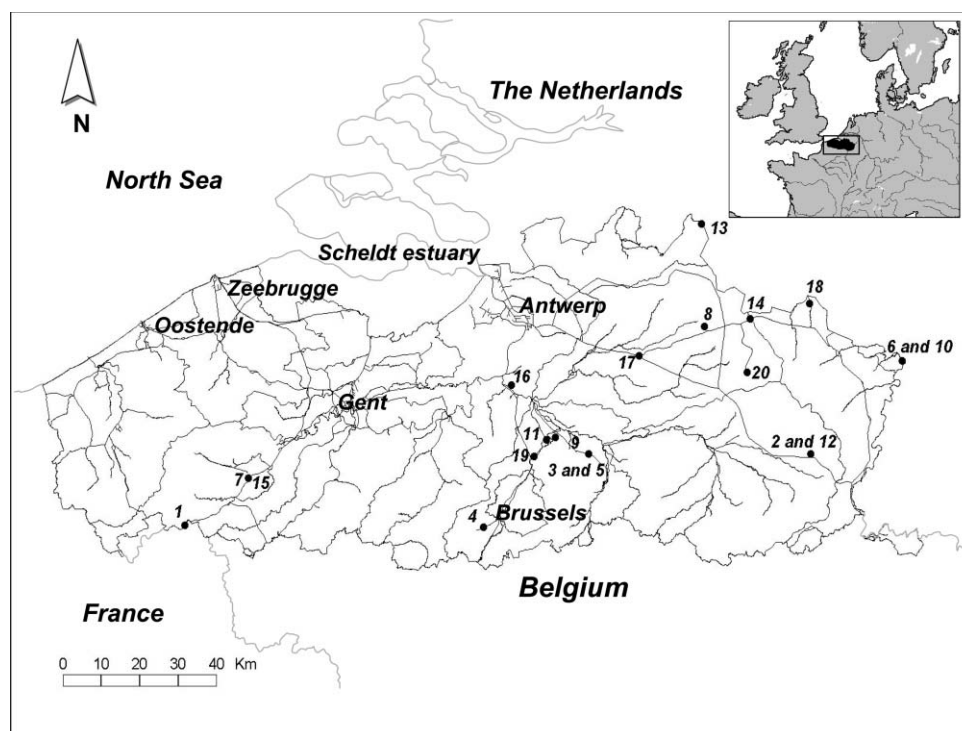 N
The Netherlands
North Sea
13
Scheldt estuary
Zeebrugge
Antwerp
18
14
8
Oostende
17
6 and 10
20
16
Gent
11
9
2 and 12
19
3 and 5
7
15
1
4
Brussels
Belgium
France
0 10 20 30 40 Km